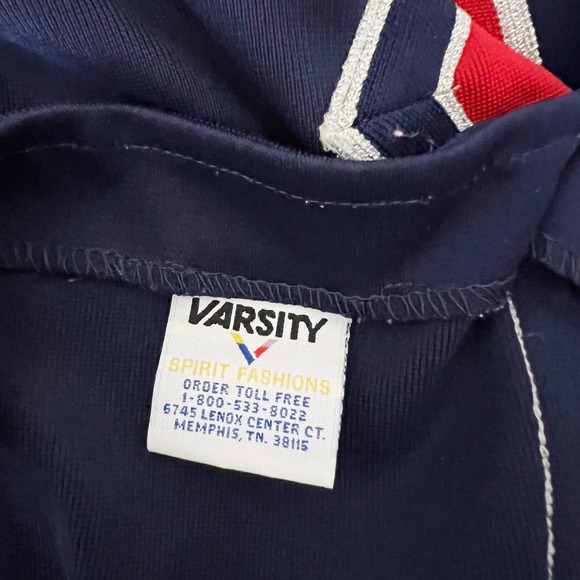 VARSITY
SPIRIT FASHIONS
ORDER TOLL FREE
1-800-533-8022
6745 LENOX CENTER CT.
MEMPHIS, TN. 38115